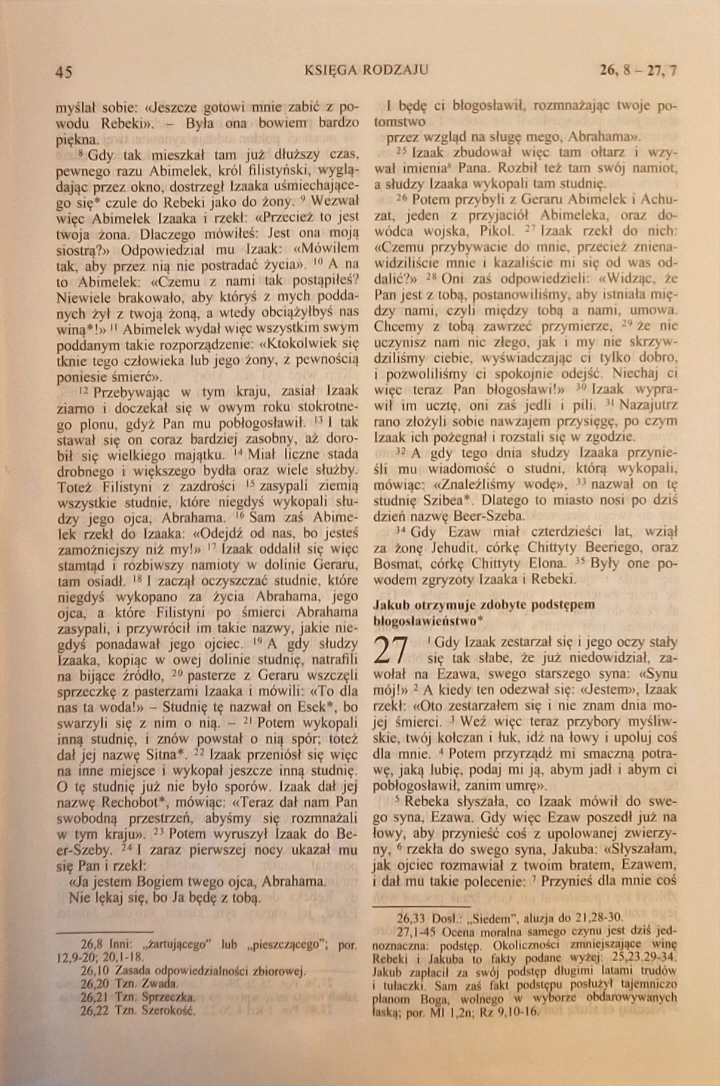 45
KSIĘGA RODZAJU
26, 8 – 27, 7
myślał sobie: «Jeszcze gotowi mnie zabić z po-
wodu Rebeki». – Była ona bowiem bardzo
piękna.
8 Gdy tak mieszkał tam już dłuższy czas,
pewnego razu Abimelek, król filistyński, wyglą-
dając przez okno, dostrzegł Izaaka uśmiechające-
go się* czule do Rebeki jako do żony. 9 Wezwał
więc Abimelek Izaaka i rzekł: «Przecież to jest
twoja żona. Dlaczego mówiłeś: Jest ona moją
siostrą?» Odpowiedział mu Izaak: «Mówiłem
tak, aby przez nią nie postradać życia». 10 A na
to Abimelek: «Czemu z nami tak postąpiłeś?
Niewiele brakowało, aby któryś z mych podda-
nych żył z twoją żoną, a wtedy obciążyłbyś nas
winą*!» 11 Abimelek wydał więc wszystkim swym
poddanym takie rozporządzenie: «Ktokolwiek się
tknie tego człowieka lub jego żony, z pewnością
poniesie śmierć».
12 Przebywając w tym kraju, zasiał Izaak
ziarno i doczekał się w owym roku stokrotne-
go plonu, gdyż Pan mu pobłogosławił. 13 I tak
stawał się on coraz bardziej zasobny, aż doro-
bił się wielkiego majątku. 14 Miał liczne stada
drobnego i większego bydła oraz wiele służby.
Toteż Filistyni z zazdrości 15 zasypali ziemią
wszystkie studnie, które niegdyś wykopali słu-
dzy jego ojca, Abrahama. 16 Sam zaś Abime-
lek rzekł do Izaaka: «Odejdź od nas, bo jesteś
zamożniejszy niż my!» 17 Izaak oddalił się więc
stamtąd i rozbiwszy namioty w dolinie Geraru,
tam osiadł. 18 I zaczął oczyszczać studnie, które
niegdyś wykopano za życia Abrahama, jego
ojca, a które Filistyni po śmierci Abrahama
zasypali, i przywrócił im takie nazwy, jakie nie-
gdyś ponadawał jego ojciec. 19 A gdy słudzy
Izaaka, kopiąc w owej dolinie studnię, natrafili
na bijące źródło, 20 pasterze z Geraru wszczęli
sprzeczkę z pasterzami Izaaka i mówili: «To dla
nas ta woda!» – Studnię tę nazwał on Esek*, bo
swarzyli się z nim o nią. – 21 Potem wykopali
inną studnię, i znów powstał o nią spór; toteż
dał jej nazwę Sitna*. 22 Izaak przeniósł się więc
na inne miejsce i wykopał jeszcze inną studnię.
O tę studnię już nie było sporów. Izaak dał jej
nazwę Rechobot*, mówiąc: «Teraz dał nam Pan
swobodną przestrzeń, abyśmy się rozmnażali
w tym kraju». 23 Potem wyruszył Izaak do Be-
er-Szeby. 24 I zaraz pierwszej nocy ukazał mu
się Pan i rzekł:
«Ja jestem Bogiem twego ojca, Abrahama.
Nie lękaj się, bo Ja będę z tobą.
26,8 Inni: „żartującego" lub „pieszczącego"; por.
12,9-20; 20,1-18.
26,10 Zasada odpowiedzialności zbiorowej.
26,20 Tzn. Zwada.
26,21 Tzn. Sprzeczka.
26,22 Tzn. Szerokość.
I będę ci błogosławił, rozmnażając twoje po-
tomstwo
przez wzgląd na sługę mego, Abrahama».
25 Izaak zbudował więc tam ołtarz i wzy-
wał imienia* Pana. Rozbił też tam swój namiot,
a słudzy Izaaka wykopali tam studnię.
26 Potem przybyli z Geraru Abimelek i Achu-
zat, jeden z przyjaciół Abimeleka, oraz do-
wódca wojska, Pikol. 27 Izaak rzekł do nich:
«Czemu przybywacie do mnie, przecież zniena-
widziliście mnie i kazaliście mi się od was od-
dalić?» 28 Oni zaś odpowiedzieli: «Widząc, że
Pan jest z tobą, postanowiliśmy, aby istniała mię-
dzy nami, czyli między tobą a nami, umowa.
Chcemy z tobą zawrzeć przymierze, 29 że nie
uczynisz nam nic złego, jak i my nie skrzyw-
dziliśmy ciebie, wyświadczając ci tylko dobro,
i pozwoliliśmy ci spokojnie odejść. Niechaj ci
więc teraz Pan błogosławi!» 30 Izaak wypra-
wił im ucztę, oni zaś jedli i pili. 31 Nazajutrz
rano złożyli sobie nawzajem przysięgę, po czym
Izaak ich pożegnał i rozstali się w zgodzie.
32 A gdy tego dnia słudzy Izaaka przynie-
śli mu wiadomość o studni, którą wykopali,
mówiąc: «Znaleźliśmy wodę», 33 nazwał on tę
studnię Szibea*. Dlatego to miasto nosi po dziś
dzień nazwę Beer-Szeba.
34 Gdy Ezaw miał czterdzieści lat, wziął
za żonę Jehudit, córkę Chittyty Beeriego, oraz
Bosmat, córkę Chittyty Elona. 35 Były one po-
wodem zgryzoty Izaaka i Rebeki.
Jakub otrzymuje zdobyte podstępem
błogosławieństwo*
27 1 Gdy Izaak zestarzał się i jego oczy stały
się tak słabe, że już niedowidział, za-
wołał na Ezawa, swego starszego syna: «Synu
mój!» 2 A kiedy ten odezwał się: «Jestem», Izaak
rzekł: «Oto zestarzałem się i nie znam dnia mo-
jej śmierci. 3 Weź więc teraz przybory myśliw-
skie, twój kołczan i łuk, idź na łowy i upoluj coś
dla mnie. 4 Potem przyrządź mi smaczną potra-
wę, jaką lubię, podaj mi ją, abym jadł i abym ci
pobłogosławił, zanim umrę».
5 Rebeka słyszała, co Izaak mówił do swe-
go syna, Ezawa. Gdy więc Ezaw poszedł już na
łowy, aby przynieść coś z upolowanej zwierzy-
ny, 6 rzekła do swego syna, Jakuba: «Słyszałam,
jak ojciec rozmawiał z twoim bratem, Ezawem,
i dał mu takie polecenie: 7 Przynieś dla mnie coś
26,33 Dosł.: „Siedem", aluzja do 21,28-30.
27,1-45 Ocena moralna samego czynu jest dziś jed-
noznaczna: podstęp. Okoliczności zmniejszające winę
Rebeki i Jakuba to fakty podane wyżej: 25,23.29-34.
Jakub zapłacił za swój podstęp długimi latami trudów
i tułaczki. Sam zaś fakt podstępu posłużył tajemniczo
planom Boga, wolnego w wyborze obdarowywanych
łaską; por. Ml 1,2n; Rz 9,10-16.